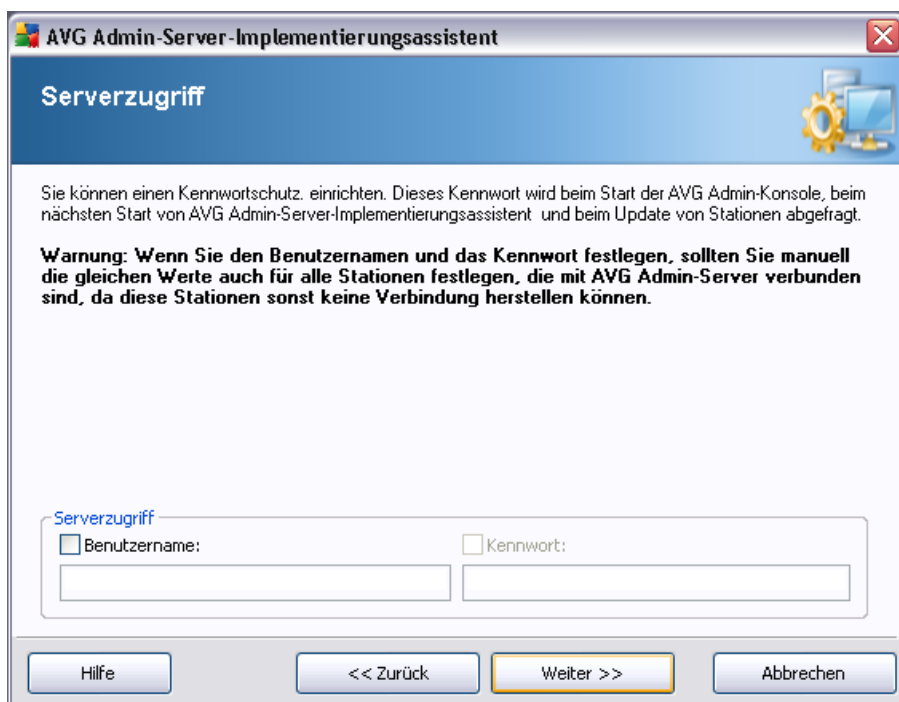 AVG Admin-Server-Implementierungsassistent
Serverzugriff
Sie können einen Kennwortschutz. einrichten. Dieses Kennwort wird beim Start der AVG Admin-Konsole, beim
nächsten Start von AVG Admin-Server-Implementierungsassistent und beim Update von Stationen abgefragt.
Warnung: Wenn Sie den Benutzernamen und das Kennwort festlegen, sollten Sie manuell
die gleichen Werte auch für alle Stationen festlegen, die mit AVG Admin-Server verbunden
sind, da diese Stationen sonst keine Verbindung herstellen können.
Serverzugriff
Benutzername: Kennwort:
Hilfe << Zurück Weiter >> Abbrechen